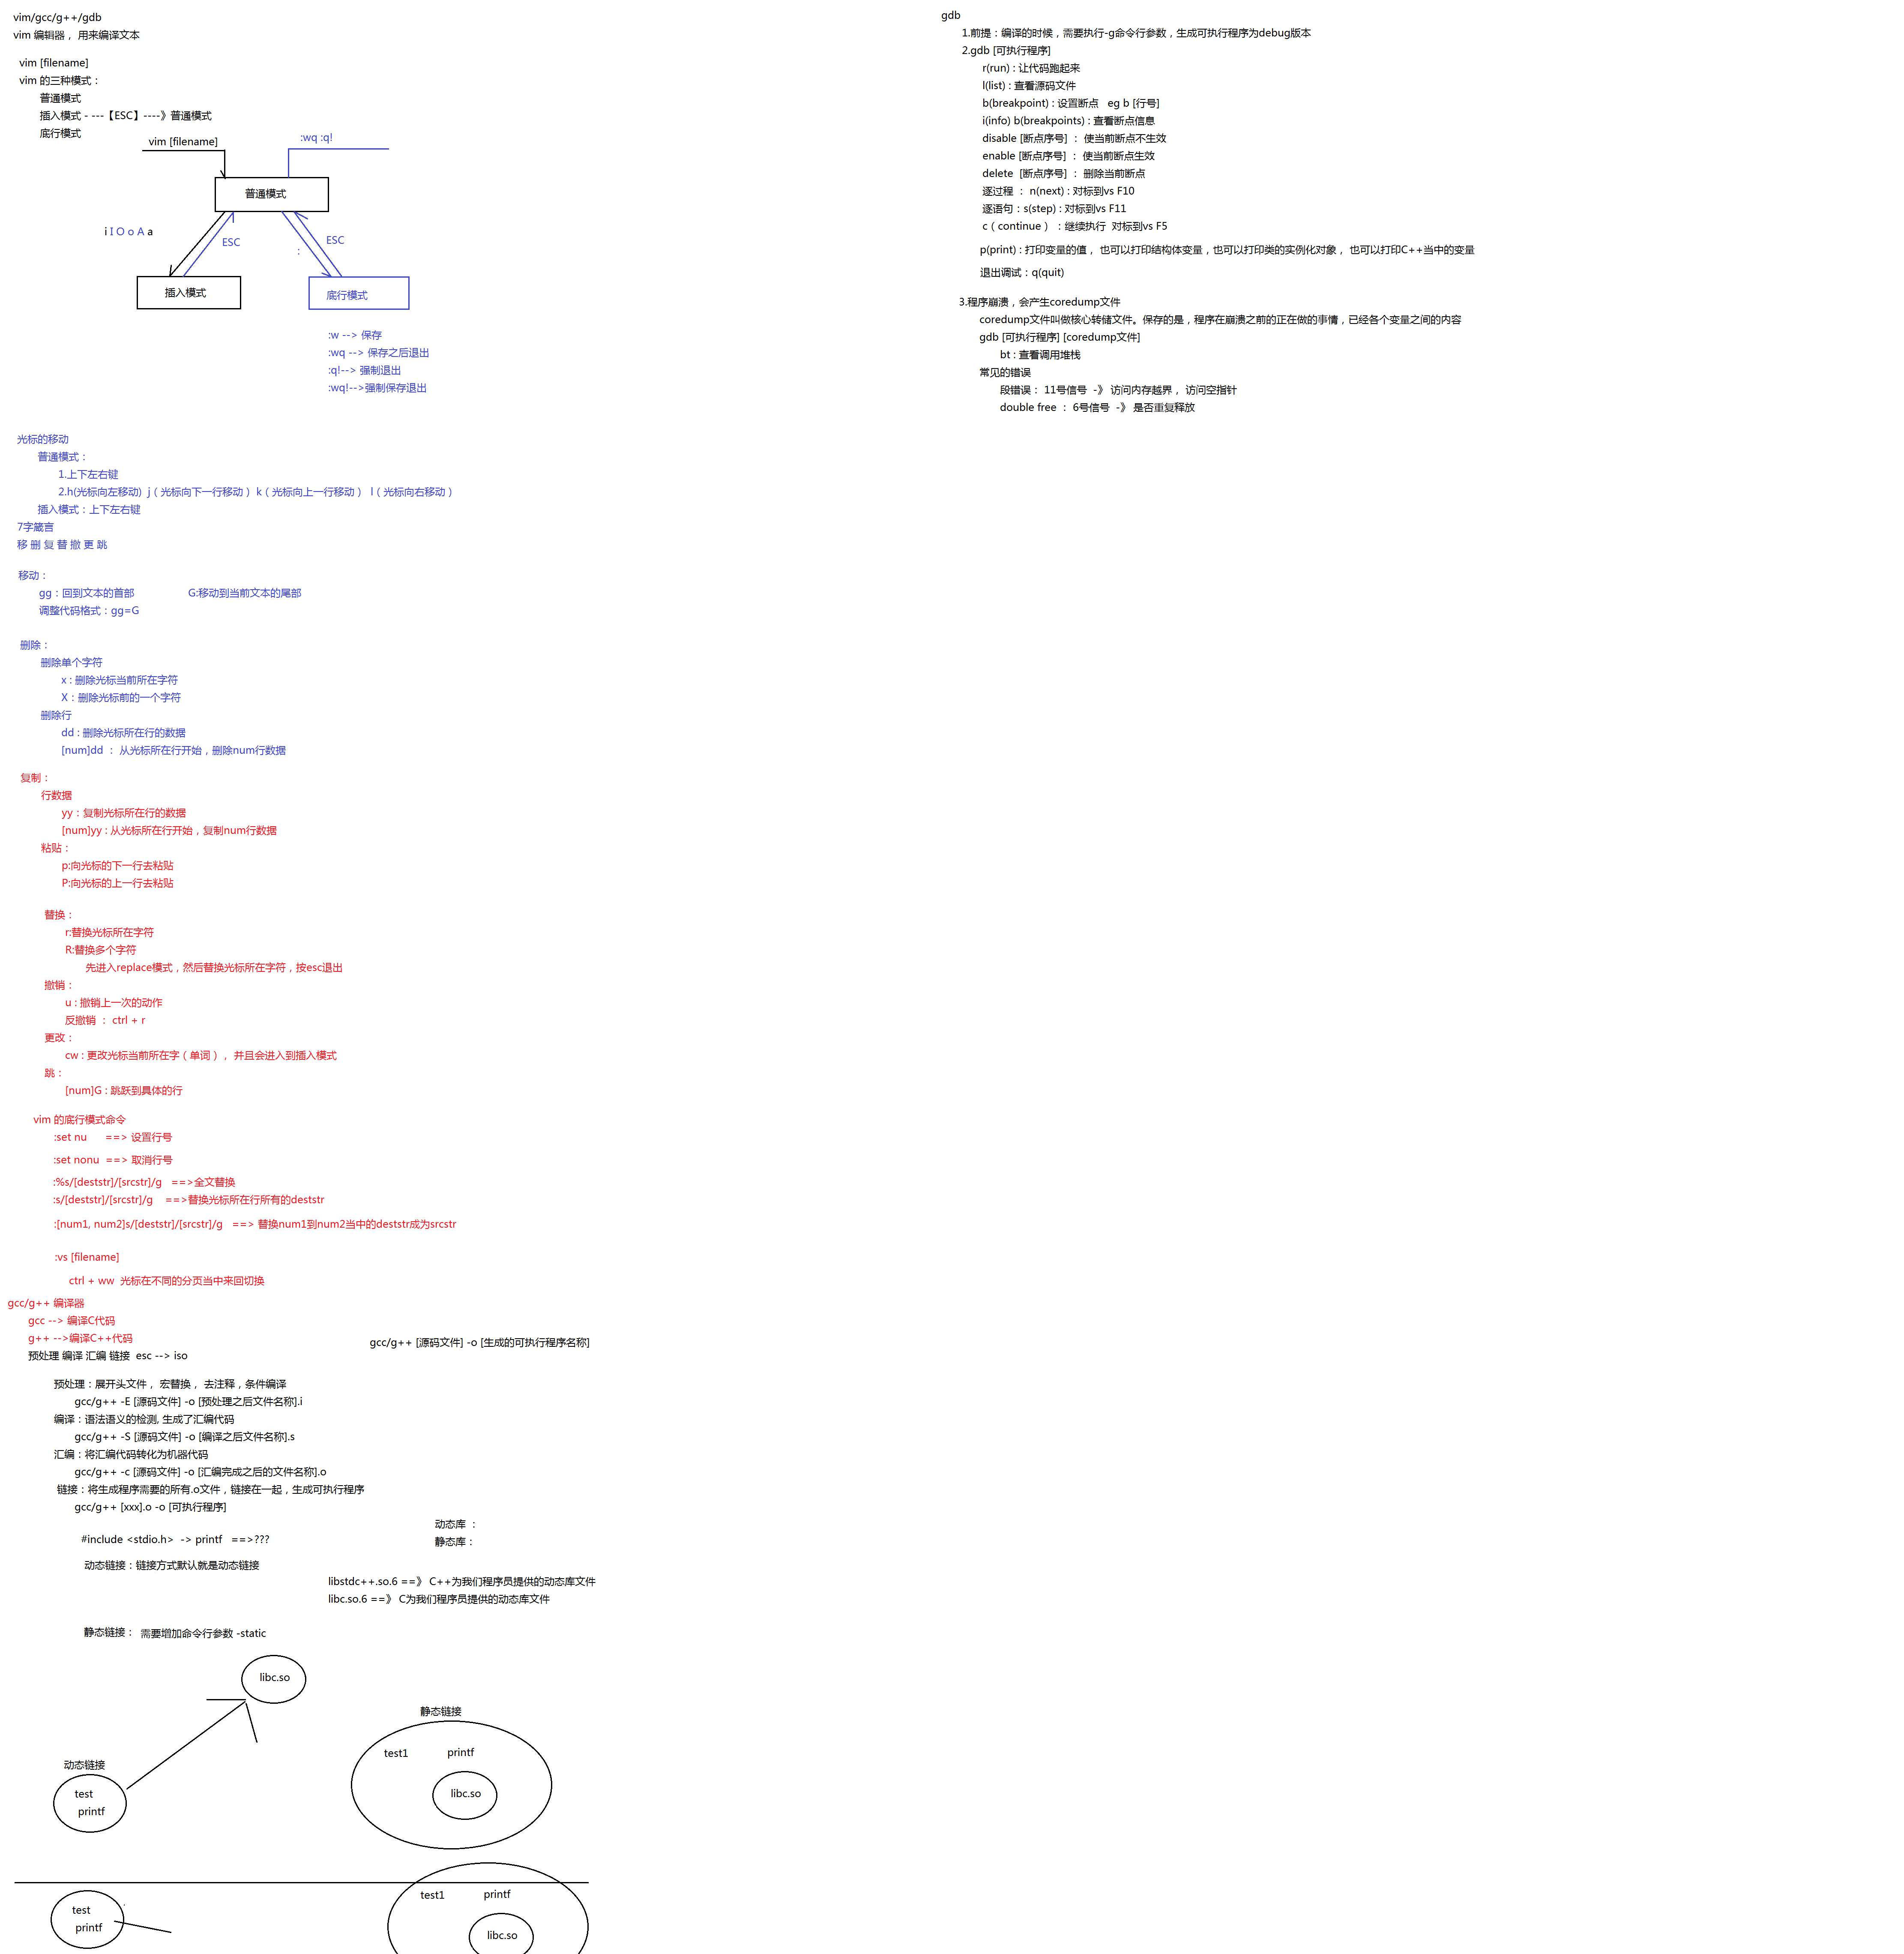 vim/gcc/g++/gdb
vim 编辑器， 用来编译文本
vim [filename]
vim 的三种模式：
普通模式
插入模式 - ---【ESC】----》普通模式
底行模式
vim [filename]
:wq :q!
普通模式
i I O o A a
ESC
ESC
:
插入模式
底行模式
:w --> 保存
:wq --> 保存之后退出
:q!--> 强制退出
:wq!-->强制保存退出
光标的移动
普通模式：
1.上下左右键
2.h(光标向左移动) j（光标向下一行移动） k（光标向上一行移动） l（光标向右移动）
插入模式：上下左右键
7字箴言
移 删 复 替 撤 更 跳
移动：
gg：回到文本的首部 G:移动到当前文本的尾部
调整代码格式：gg=G
删除：
删除单个字符
x : 删除光标当前所在字符
X：删除光标前的一个字符
删除行
dd : 删除光标所在行的数据
[num]dd ： 从光标所在行开始，删除num行数据
复制：
行数据
yy：复制光标所在行的数据
[num]yy : 从光标所在行开始，复制num行数据
粘贴：
p:向光标的下一行去粘贴
P:向光标的上一行去粘贴
替换：
r:替换光标所在字符
R:替换多个字符
先进入replace模式，然后替换光标所在字符，按esc退出
撤销：
u : 撤销上一次的动作
反撤销 ： ctrl + r
更改：
cw : 更改光标当前所在字（单词）， 并且会进入到插入模式
跳：
[num]G : 跳跃到具体的行
vim 的底行模式命令
:set nu ==> 设置行号
:set nonu ==> 取消行号
:%s/[deststr]/[srcstr]/g ==>全文替换
:s/[deststr]/[srcstr]/g ==>替换光标所在行所有的deststr
:[num1, num2]s/[deststr]/[srcstr]/g ==> 替换num1到num2当中的deststr成为srcstr
:vs [filename]
ctrl + ww 光标在不同的分页当中来回切换
gcc/g++ 编译器
gcc --> 编译C代码
g++ -->编译C++代码
gcc/g++ [源码文件] -o [生成的可执行程序名称]
预处理 编译 汇编 链接 esc --> iso
预处理：展开头文件， 宏替换， 去注释，条件编译
gcc/g++ -E [源码文件] -o [预处理之后文件名称].i
编译：语法语义的检测, 生成了汇编代码
gcc/g++ -S [源码文件] -o [编译之后文件名称].s
汇编：将汇编代码转化为机器代码
gcc/g++ -c [源码文件] -o [汇编完成之后的文件名称].o
链接：将生成程序需要的所有.o文件，链接在一起，生成可执行程序
gcc/g++ [xxx].o -o [可执行程序]
动态库 ：
静态库：
#include <stdio.h> -> printf ==>???
动态链接：链接方式默认就是动态链接
libstdc++.so.6 ==》 C++为我们程序员提供的动态库文件
libc.so.6 ==》 C为我们程序员提供的动态库文件
静态链接： 需要增加命令行参数 -static
libc.so
静态链接
test1 printf
libc.so
动态链接
test
printf
test1 printf
libc.so
test
printf
gdb
1.前提：编译的时候，需要执行-g命令行参数，生成可执行程序为debug版本
2.gdb [可执行程序]
r(run) : 让代码跑起来
l(list) : 查看源码文件
b(breakpoint) : 设置断点 eg b [行号]
i(info) b(breakpoints) : 查看断点信息
disable [断点序号] ： 使当前断点不生效
enable [断点序号] ： 使当前断点生效
delete [断点序号] ： 删除当前断点
逐过程 ： n(next) : 对标到vs F10
逐语句：s(step) : 对标到vs F11
c（continue ） : 继续执行 对标到vs F5
p(print) : 打印变量的值， 也可以打印结构体变量，也可以打印类的实例化对象， 也可以打印C++当中的变量
退出调试：q(quit)
3.程序崩溃，会产生coredump文件
coredump文件叫做核心转储文件。保存的是，程序在崩溃之前的正在做的事情，已经各个变量之间的内容
gdb [可执行程序] [coredump文件]
bt : 查看调用堆栈
常见的错误
段错误： 11号信号 -》 访问内存越界， 访问空指针
double free ： 6号信号 -》 是否重复释放